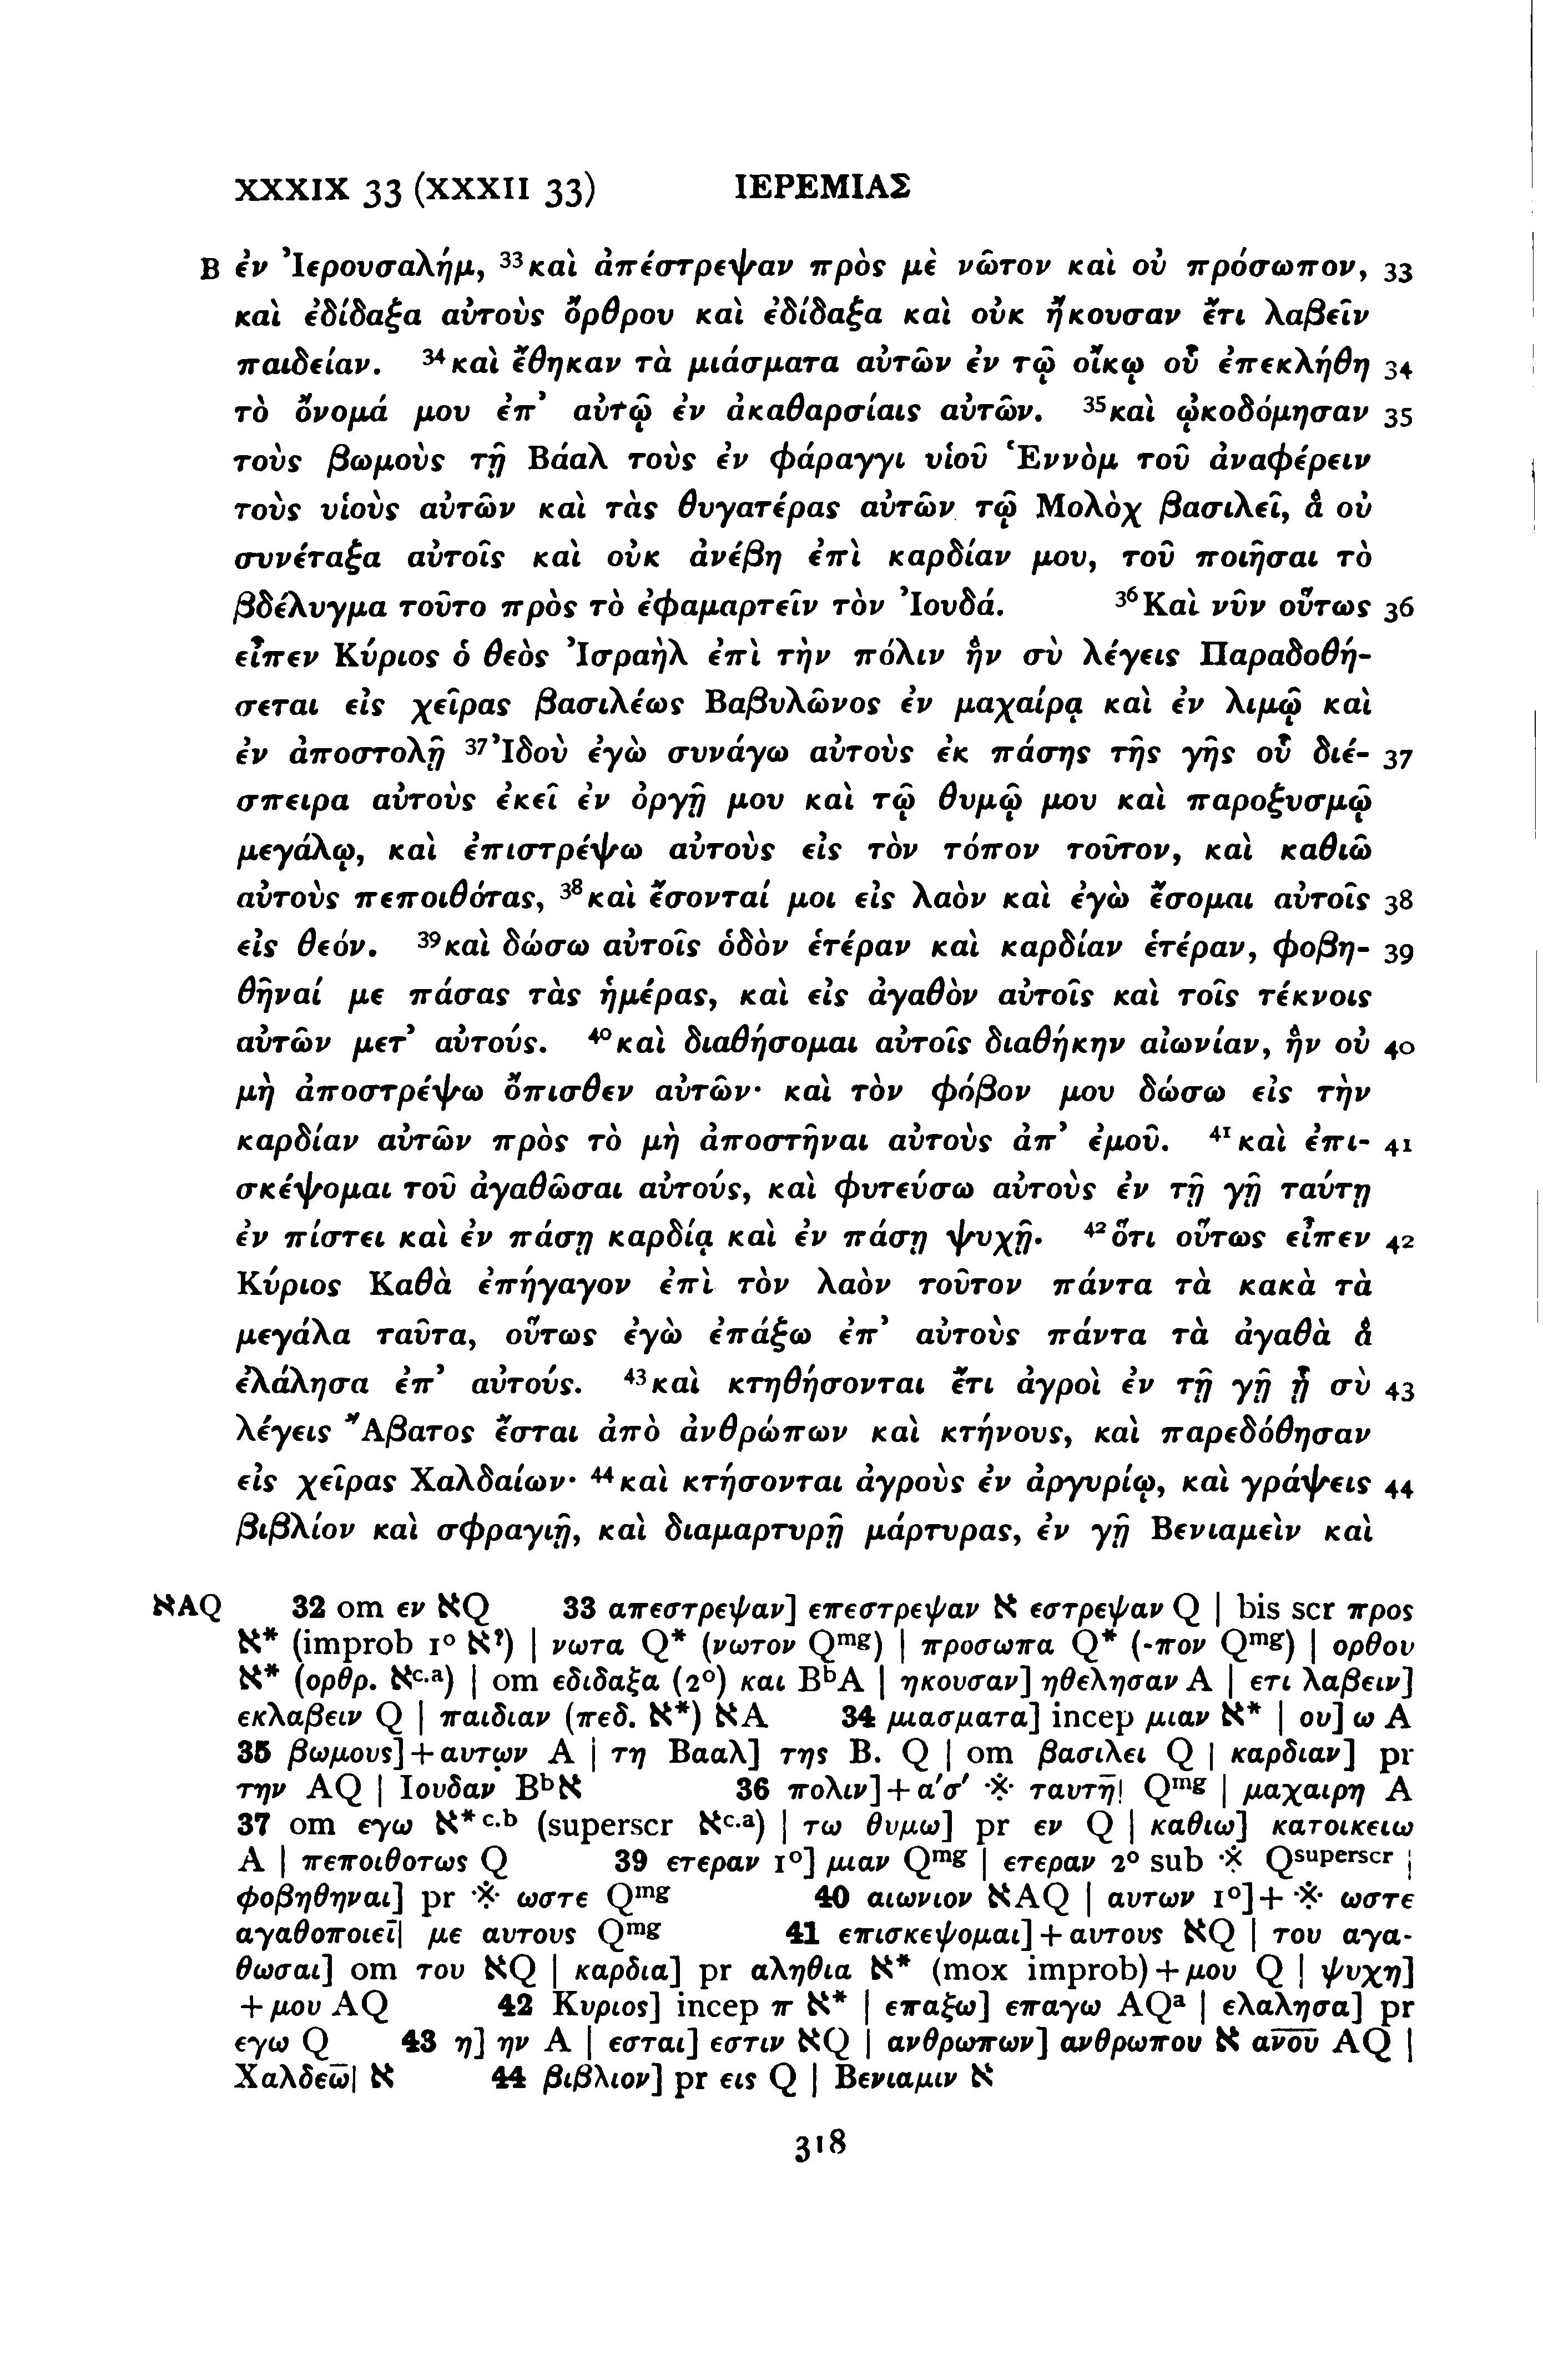 XXXIX 33 (XXXII 33) ΙΕΡΕΜΙΑΣ
B ἐν Ἰερουσαλήμ, ³³καὶ ἀπέστρεψαν πρὸς μὲ νῶτον καὶ οὐ πρόσωπον, 33
καὶ ἐδίδαξα αὐτοὺς ὄρθρου καὶ ἐδίδαξα καὶ οὐκ ἤκουσαν ἔτι λαβεῖν
παιδείαν. ³⁴καὶ ἔθηκαν τὰ μιάσματα αὐτῶν ἐν τῷ οἴκῳ οὗ ἐπεκλήθη 34
τὸ ὄνομά μου ἐπ᾽ αὐτῷ ἐν ἀκαθαρσίαις αὐτῶν. ³⁵καὶ ᾠκοδόμησαν 35
τοὺς βωμοὺς τῇ Βάαλ τοὺς ἐν φάραγγι υἱοῦ Ἑννὸμ τοῦ ἀναφέρειν
τοὺς υἱοὺς αὐτῶν καὶ τὰς θυγατέρας αὐτῶν τῷ Μολὸχ βασιλεῖ, ἃ οὐ
συνέταξα αὐτοῖς καὶ οὐκ ἀνέβη ἐπὶ καρδίαν μου, τοῦ ποιῆσαι τὸ
βδέλυγμα τοῦτο πρὸς τὸ ἐφαμαρτεῖν τὸν Ἰουδά. ³⁶Καὶ νῦν οὕτως 36
εἶπεν Κύριος ὁ θεὸς Ἰσραὴλ ἐπὶ τὴν πόλιν ἣν σὺ λέγεις Παραδοθή-
σεται εἰς χεῖρας βασιλέως Βαβυλῶνος ἐν μαχαίρᾳ καὶ ἐν λιμῷ καὶ
ἐν ἀποστολῇ ³⁷Ἰδοὺ ἐγὼ συνάγω αὐτοὺς ἐκ πάσης τῆς γῆς οὗ διέ- 37
σπειρα αὐτοὺς ἐκεῖ ἐν ὀργῇ μου καὶ τῷ θυμῷ μου καὶ παροξυσμῷ
μεγάλῳ, καὶ ἐπιστρέψω αὐτοὺς εἰς τὸν τόπον τοῦτον, καὶ καθιῶ
αὐτοὺς πεποιθότας, ³⁸καὶ ἔσονταί μοι εἰς λαὸν καὶ ἐγὼ ἔσομαι αὐτοῖς 38
εἰς θεόν. ³⁹καὶ δώσω αὐτοῖς ὁδὸν ἑτέραν καὶ καρδίαν ἑτέραν, φοβη- 39
θῆναί με πάσας τὰς ἡμέρας, καὶ εἰς ἀγαθὸν αὐτοῖς καὶ τοῖς τέκνοις
αὐτῶν μετ᾽ αὐτούς. ⁴⁰καὶ διαθήσομαι αὐτοῖς διαθήκην αἰωνίαν, ἣν οὐ 40
μὴ ἀποστρέψω ὄπισθεν αὐτῶν· καὶ τὸν φόβον μου δώσω εἰς τὴν
καρδίαν αὐτῶν πρὸς τὸ μὴ ἀποστῆναι αὐτοὺς ἀπ᾽ ἐμοῦ. ⁴¹καὶ ἐπι- 41
σκέψομαι τοῦ ἀγαθῶσαι αὐτούς, καὶ φυτεύσω αὐτοὺς ἐν τῇ γῇ ταύτῃ
ἐν πίστει καὶ ἐν πάσῃ καρδίᾳ καὶ ἐν πάσῃ ψυχῇ. ⁴²ὅτι οὕτως εἶπεν 42
Κύριος Καθὰ ἐπήγαγον ἐπὶ τὸν λαὸν τοῦτον πάντα τὰ κακὰ τὰ
μεγάλα ταῦτα, οὕτως ἐγὼ ἐπάξω ἐπ᾽ αὐτοὺς πάντα τὰ ἀγαθὰ ἃ
ἐλάλησα ἐπ᾽ αὐτούς. ⁴³καὶ κτηθήσονται ἔτι ἀγροὶ ἐν τῇ γῇ ᾗ σὺ 43
λέγεις Ἄβατος ἔσται ἀπὸ ἀνθρώπων καὶ κτήνους, καὶ παρεδόθησαν
εἰς χεῖρας Χαλδαίων· ⁴⁴καὶ κτήσονται ἀγροὺς ἐν ἀργυρίῳ, καὶ γράψεις 44
βιβλίον καὶ σφραγιῇ, καὶ διαμαρτυρῇ μάρτυρας, ἐν γῇ Βενιαμεὶν καὶ
אAQ 32 om εν אQ 33 απεστρεψαν] επεστρεψαν א εστρεψαν Q | bis scr προς
א* (improb 1° א?) | νωτα Q* (νωτον Qmg) | προσωπα Q* (-πον Qmg) | ορθου
א* (ορθρ. אc.a) | om εδιδαξα (2°) και BbA | ηκουσαν] ηθελησαν A | ετι λαβειν]
εκλαβειν Q | παιδιαν (πεδ. א*) אA 34 μιασματα] incep μιαν א* | ου] ω A
35 βωμους]+αυτων A | τη Βααλ] της B. Q | om βασιλει Q | καρδιαν] pr
την AQ | Ιουδαν Bbא 36 πολιν]+α΄σ΄ ※ ταυτη̄| Qmg | μαχαιρη A
37 om εγω א*c.b (superscr אc.a) | τω θυμω] pr εν Q | καθιω] κατοικειω
A | πεποιθοτως Q 39 ετεραν 1°] μιαν Qmg | ετεραν 2° sub ※ Qsuperscr |
φοβηθηναι] pr ※ ωστε Qmg 40 αιωνιον אAQ | αυτων 1°]+ ※ ωστε
αγαθοποιεῑ| με αυτους Qmg 41 επισκεψομαι]+αυτους אQ | του αγα-
θωσαι] om του אQ | καρδια] pr αληθια א* (mox improb)+μου Q | ψυχη]
+μου AQ 42 Κυριος] incep π א* | επαξω] επαγω AQa | ελαλησα] pr
εγω Q 43 η] ην A | εσται] εστιν אQ | ανθρωπων] ανθρωπου א α̅ν̅ο̅υ̅ AQ |
Χαλδεω̄| א 44 βιβλιον] pr εις Q | Βενιαμιν א
318